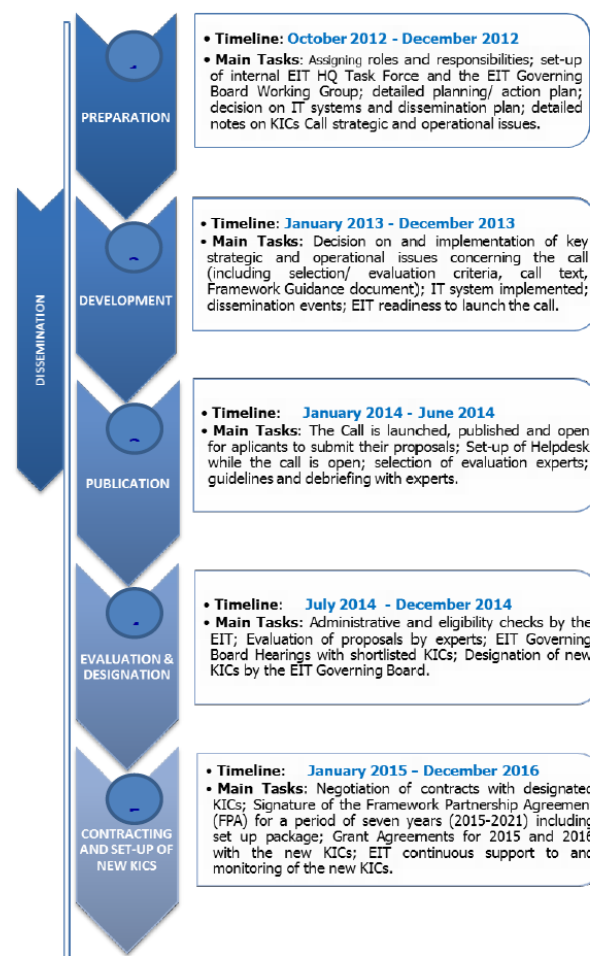 • Timeline: October 2012 - December 2012
• Main Tasks: Assigning roles and responsibilities; set-up
of internal EIT HQ Task Force and the EIT Governing
Board Working Group; detailed planning/ action plan;
decision on IT systems and dissemination plan; detailed
notes on KICs Call strategic and operational issues.
PREPARATION
DISSEMINATION
• Timeline: January 2013 - December 2013
• Main Tasks: Decision on and implementation of key
strategic and operational issues concerning the call
(including selection/ evaluation criteria, call text,
Framework Guidance document); IT system implemented;
dissemination events; EIT readiness to launch the call.
DEVELOPMENT
• Timeline: January 2014 - June 2014
• Main Tasks: The Call is launched, published and open
for aplicants to submit their proposals; Set-up of Helpdesk
while the call is open; selection of evaluation experts;
guidelines and debriefing with experts.
PUBLICATION
• Timeline: July 2014 - December 2014
• Main Tasks: Administrative and eligibility checks by the
EIT; Evaluation of proposals by experts; EIT Governing
Board Hearings with shortlisted KICs; Designation of new
KICs by the EIT Governing Board.
EVALUATION &
DESIGNATION
• Timeline: January 2015 - December 2016
• Main Tasks: Negotiation of contracts with designated
KICs; Signature of the Framework Partnership Agreemen
(FPA) for a period of seven years (2015-2021) including
set up package; Grant Agreements for 2015 and 2016
with the new KICs; EIT continuous support to and
monitoring of the new KICs.
CONTRACTING
AND SET-UP OF
NEW KICS